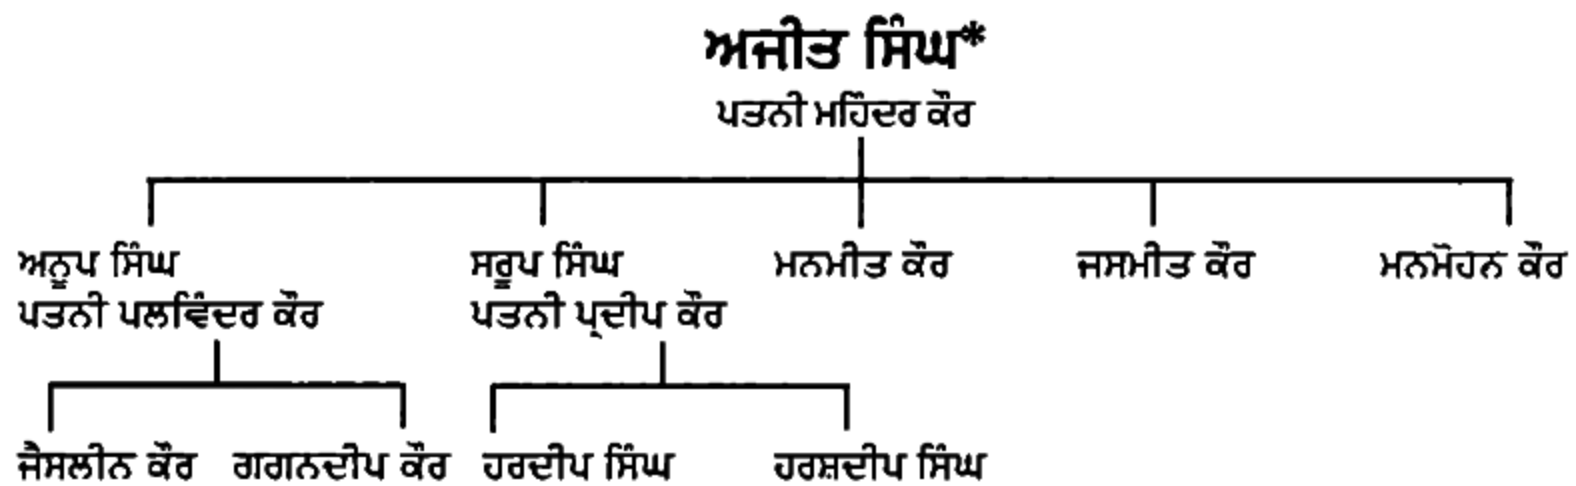 ਅਜੀਤ ਸਿੰਘ*
ਪਤਨੀ ਮਹਿੰਦਰ ਕੌਰ
ਅਨੂਪ ਸਿੰਘ ਸਰੂਪ ਸਿੰਘ ਮਨਮੀਤ ਕੌਰ ਜਸਮੀਤ ਕੌਰ ਮਨਮੋਹਨ ਕੌਰ
ਪਤਨੀ ਪਲਵਿੰਦਰ ਕੌਰ ਪਤਨੀ ਪ੍ਰਦੀਪ ਕੌਰ
ਜੈਸਲੀਨ ਕੌਰ ਗਗਨਦੀਪ ਕੌਰ ਹਰਦੀਪ ਸਿੰਘ ਹਰਸ਼ਦੀਪ ਸਿੰਘ